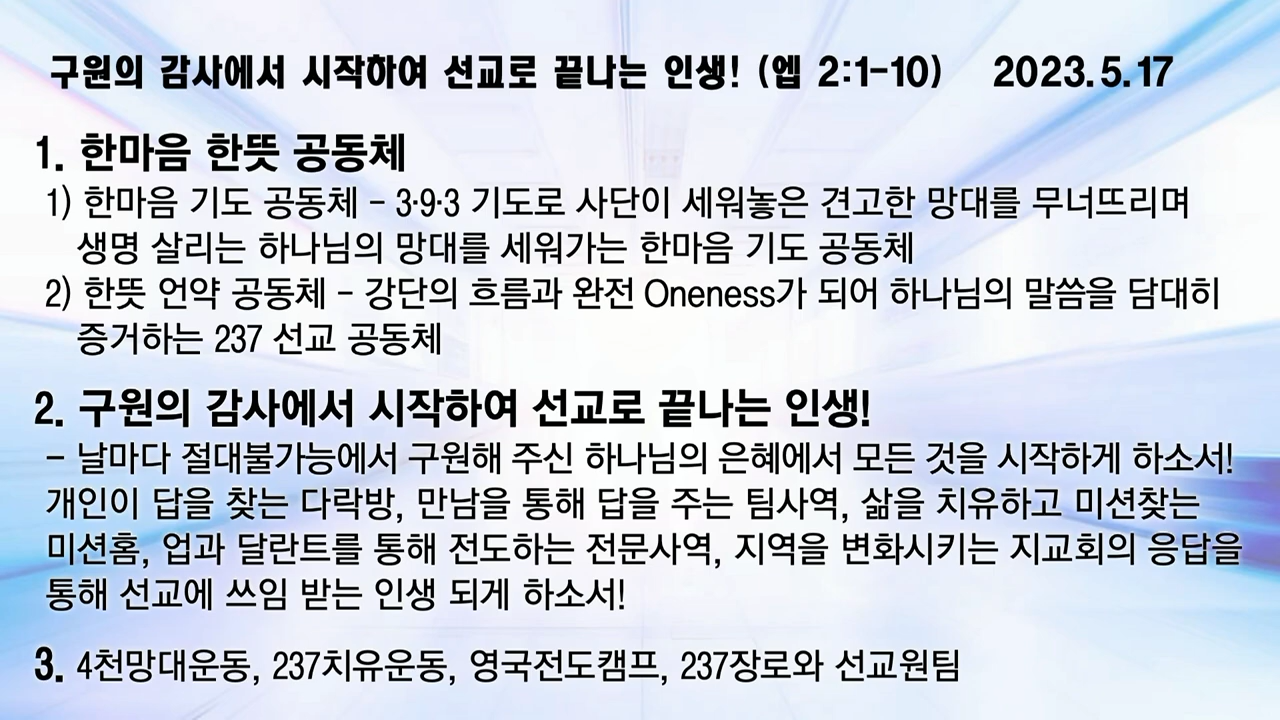 구원의 감사에서 시작하여 선교로 끝나는 인생! (엡 2:1-10) 2023.5.17
1. 한마음 한뜻 공동체
1) 한마음 기도 공동체 - 3·9·3 기도로 사단이 세워놓은 견고한 망대를 무너뜨리며
생명 살리는 하나님의 망대를 세워가는 한마음 기도 공동체
2) 한뜻 언약 공동체 - 강단의 흐름과 완전 Oneness가 되어 하나님의 말씀을 담대히
증거하는 237 선교 공동체
2. 구원의 감사에서 시작하여 선교로 끝나는 인생!
- 날마다 절대불가능에서 구원해 주신 하나님의 은혜에서 모든 것을 시작하게 하소서!
개인이 답을 찾는 다락방, 만남을 통해 답을 주는 팀사역, 삶을 치유하고 미션찾는
미션홈, 업과 달란트를 통해 전도하는 전문사역, 지역을 변화시키는 지교회의 응답을
통해 선교에 쓰임 받는 인생 되게 하소서!
3. 4천망대운동, 237치유운동, 영국전도캠프, 237장로와 선교원팀